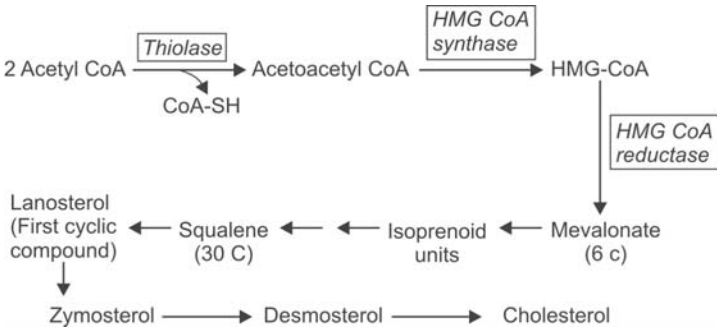 Thiolase
HMG CoA
synthase
2 Acetyl CoA
Acetoacetyl CoA
HMG-CoA
CoA-SH
HMG CoA
reductase
Lanosterol
(First cyclic
compound)
Squalene
(30 C)
Isoprenoid
units
Mevalonate
(6 c)
Zymosterol
Desmosterol
Cholesterol